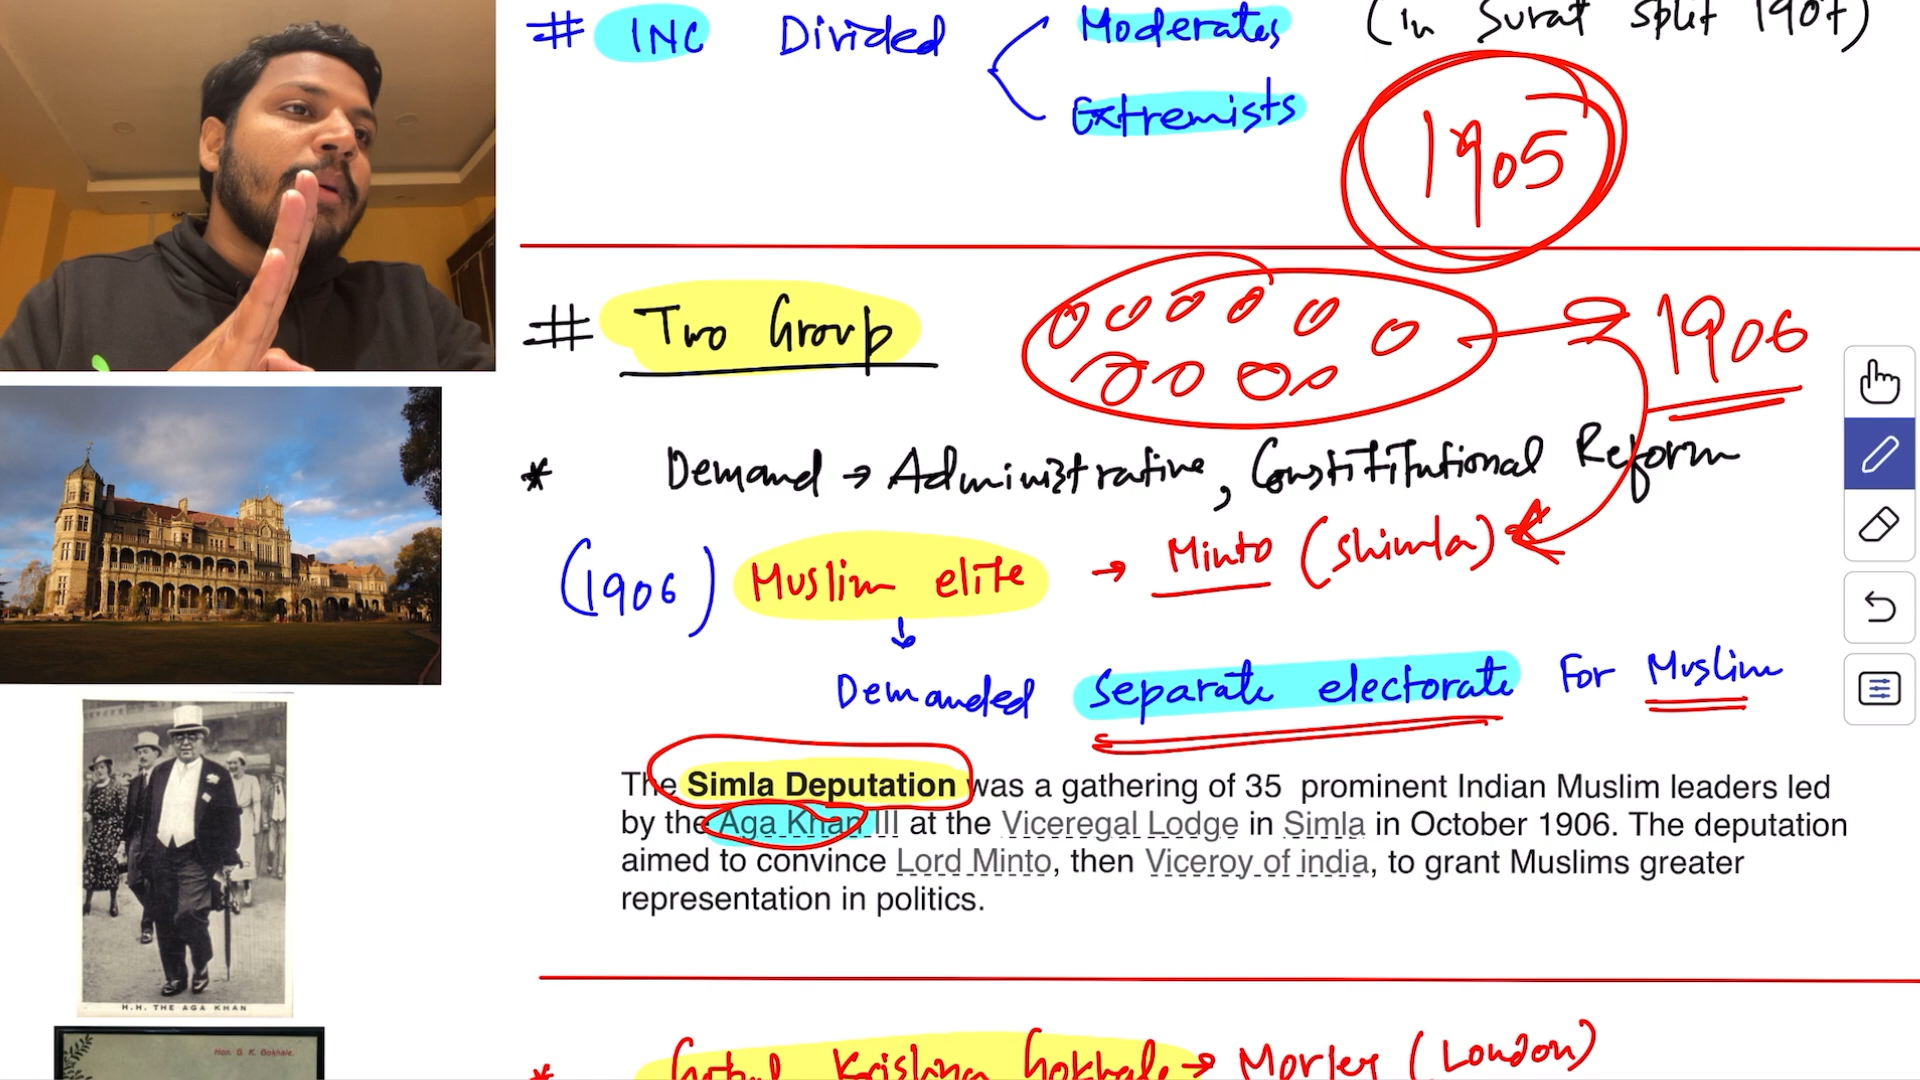 # INC Divided Moderates (in Surat split 1907)
Extremists
1905
# Two Group
1906
* Demand → Administrative, Constititutional Reform
(1906) Muslim elite → Minto (Shimla)
↓
Demanded separate electorate For Muslim
The Simla Deputation was a gathering of 35 prominent Indian Muslim leaders led
by the Aga Khan III at the Viceregal Lodge in Simla in October 1906. The deputation
aimed to convince Lord Minto, then Viceroy of india, to grant Muslims greater
representation in politics.
H.H. THE AGA KHAN
Hon. G. K. Gokhale.
* Gopal Krishna Gokhale → Morley (London)